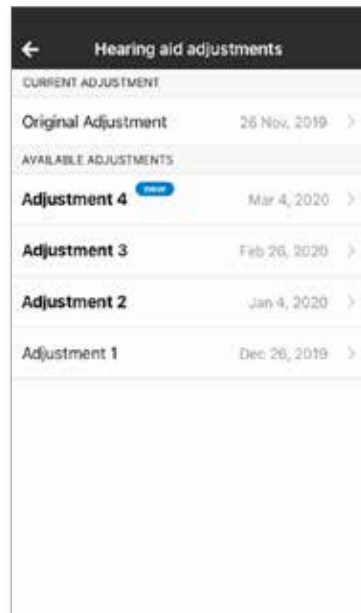 Hearing aid adjustments
CURRENT ADJUSTMENT
Original Adjustment 26 Nov, 2019
AVAILABLE ADJUSTMENTS
Adjustment 4 new Mar 4, 2020
Adjustment 3 Feb 26, 2020
Adjustment 2 Jan 4, 2020
Adjustment 1 Dec 26, 2019